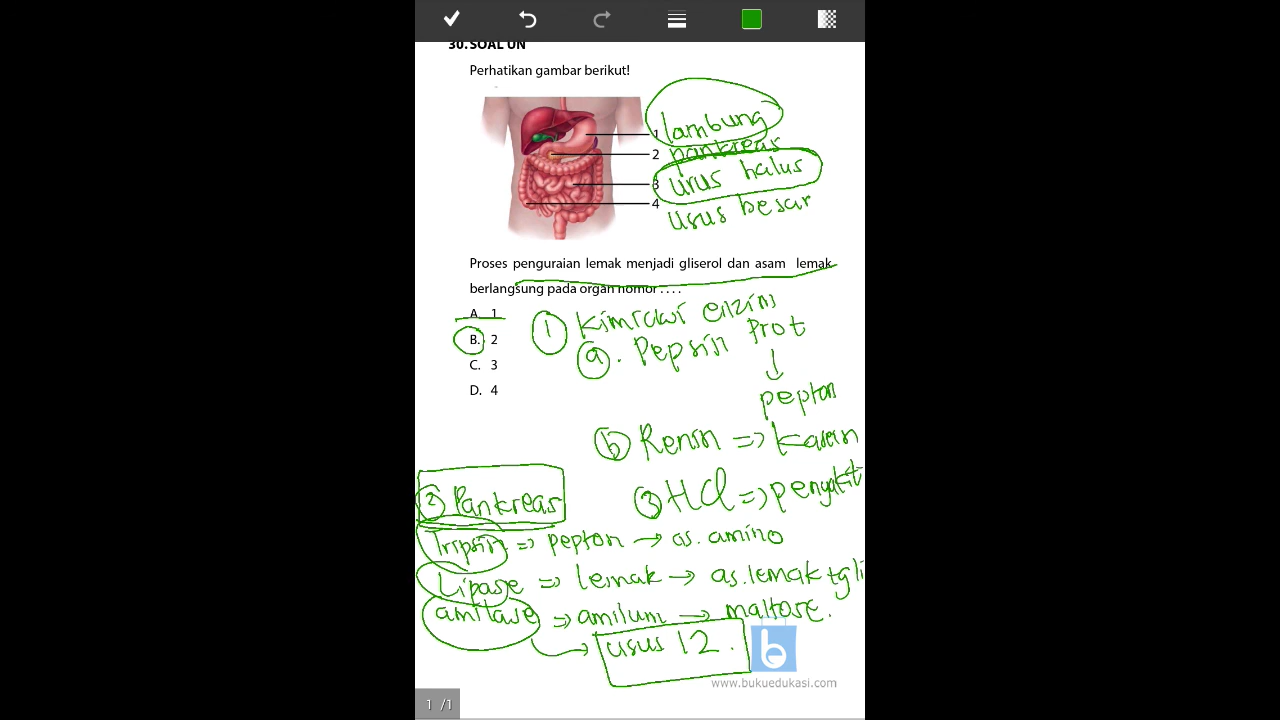 30. SOAL UN
Perhatikan gambar berikut!
1 lambung
2 pankreas
3 usus halus
4 usus besar
Proses penguraian lemak menjadi gliserol dan asam lemak
berlangsung pada organ nomor . . . .
A. 1
B. 2
C. 3
D. 4
1 Kimiawi enzim
a. Pepsin Prot
↓
pepton
b Renin => Kasein
3 HCl => penyakit
2 Pankreas
Tripsin => pepton → as. amino
Lipase => lemak → as. lemak + gli
amilase => amilum → maltose.
→ usus 12.
b
www.bukuedukasi.com
1 /1